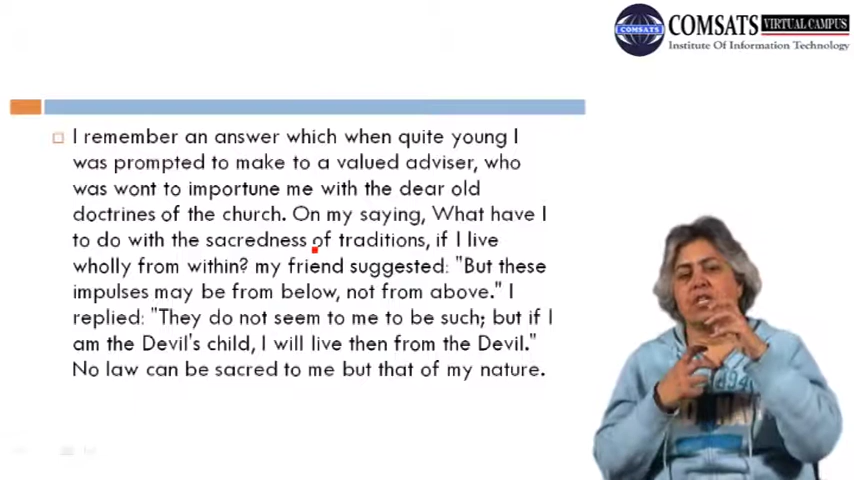 COMSATS VIRTUAL CAMPUS
COMSATS
Institute Of Information Technology
I remember an answer which when quite young I
was prompted to make to a valued adviser, who
was wont to importune me with the dear old
doctrines of the church. On my saying, What have I
to do with the sacredness of traditions, if I live
wholly from within? my friend suggested: "But these
impulses may be from below, not from above." I
replied: "They do not seem to me to be such; but if I
am the Devil's child, I will live then from the Devil."
No law can be sacred to me but that of my nature.